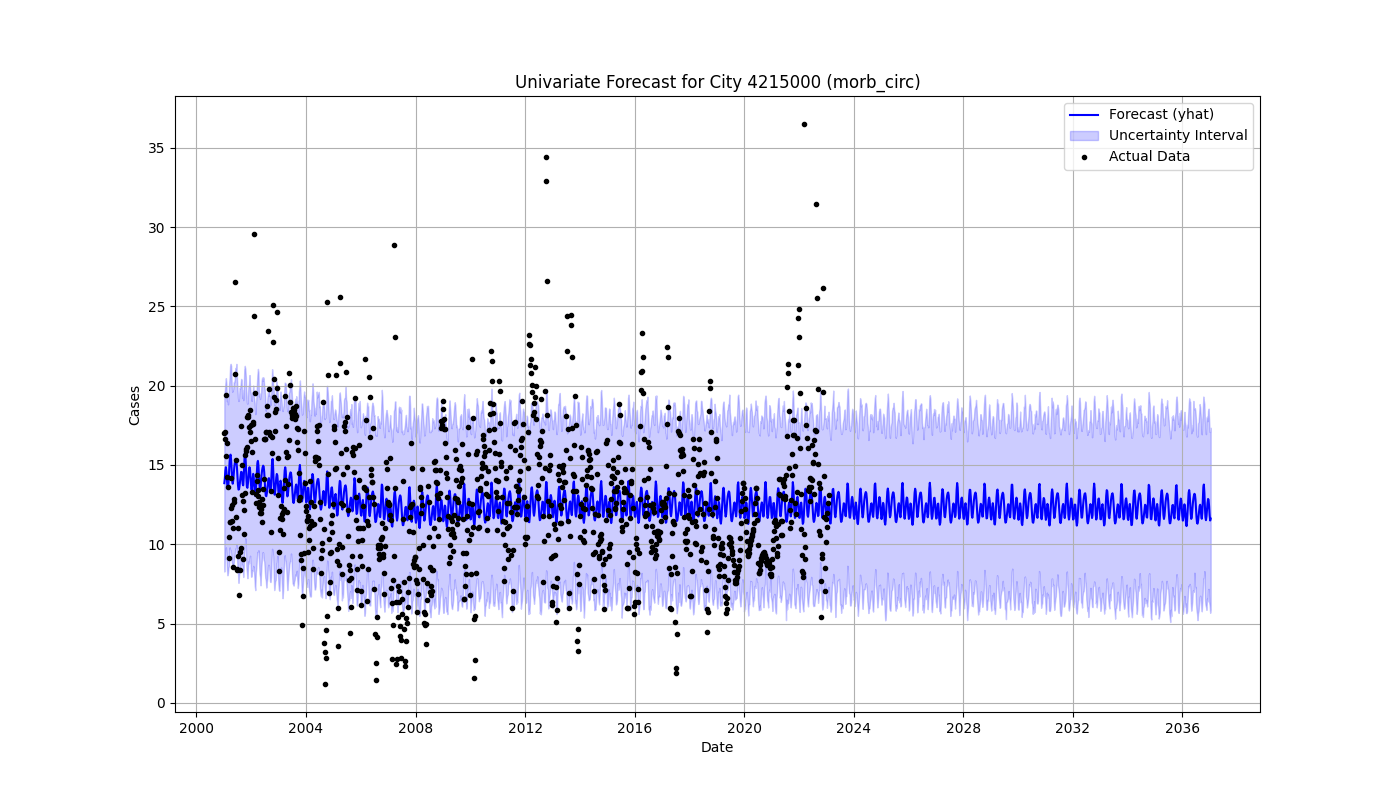 Univariate Forecast for City 4215000 (morb_circ)
Forecast (yhat)
Uncertainty Interval
Actual Data
Cases
35
30
25
20
15
10
5
0
2000 2004 2008 2012 2016 2020 2024 2028 2032 2036
Date